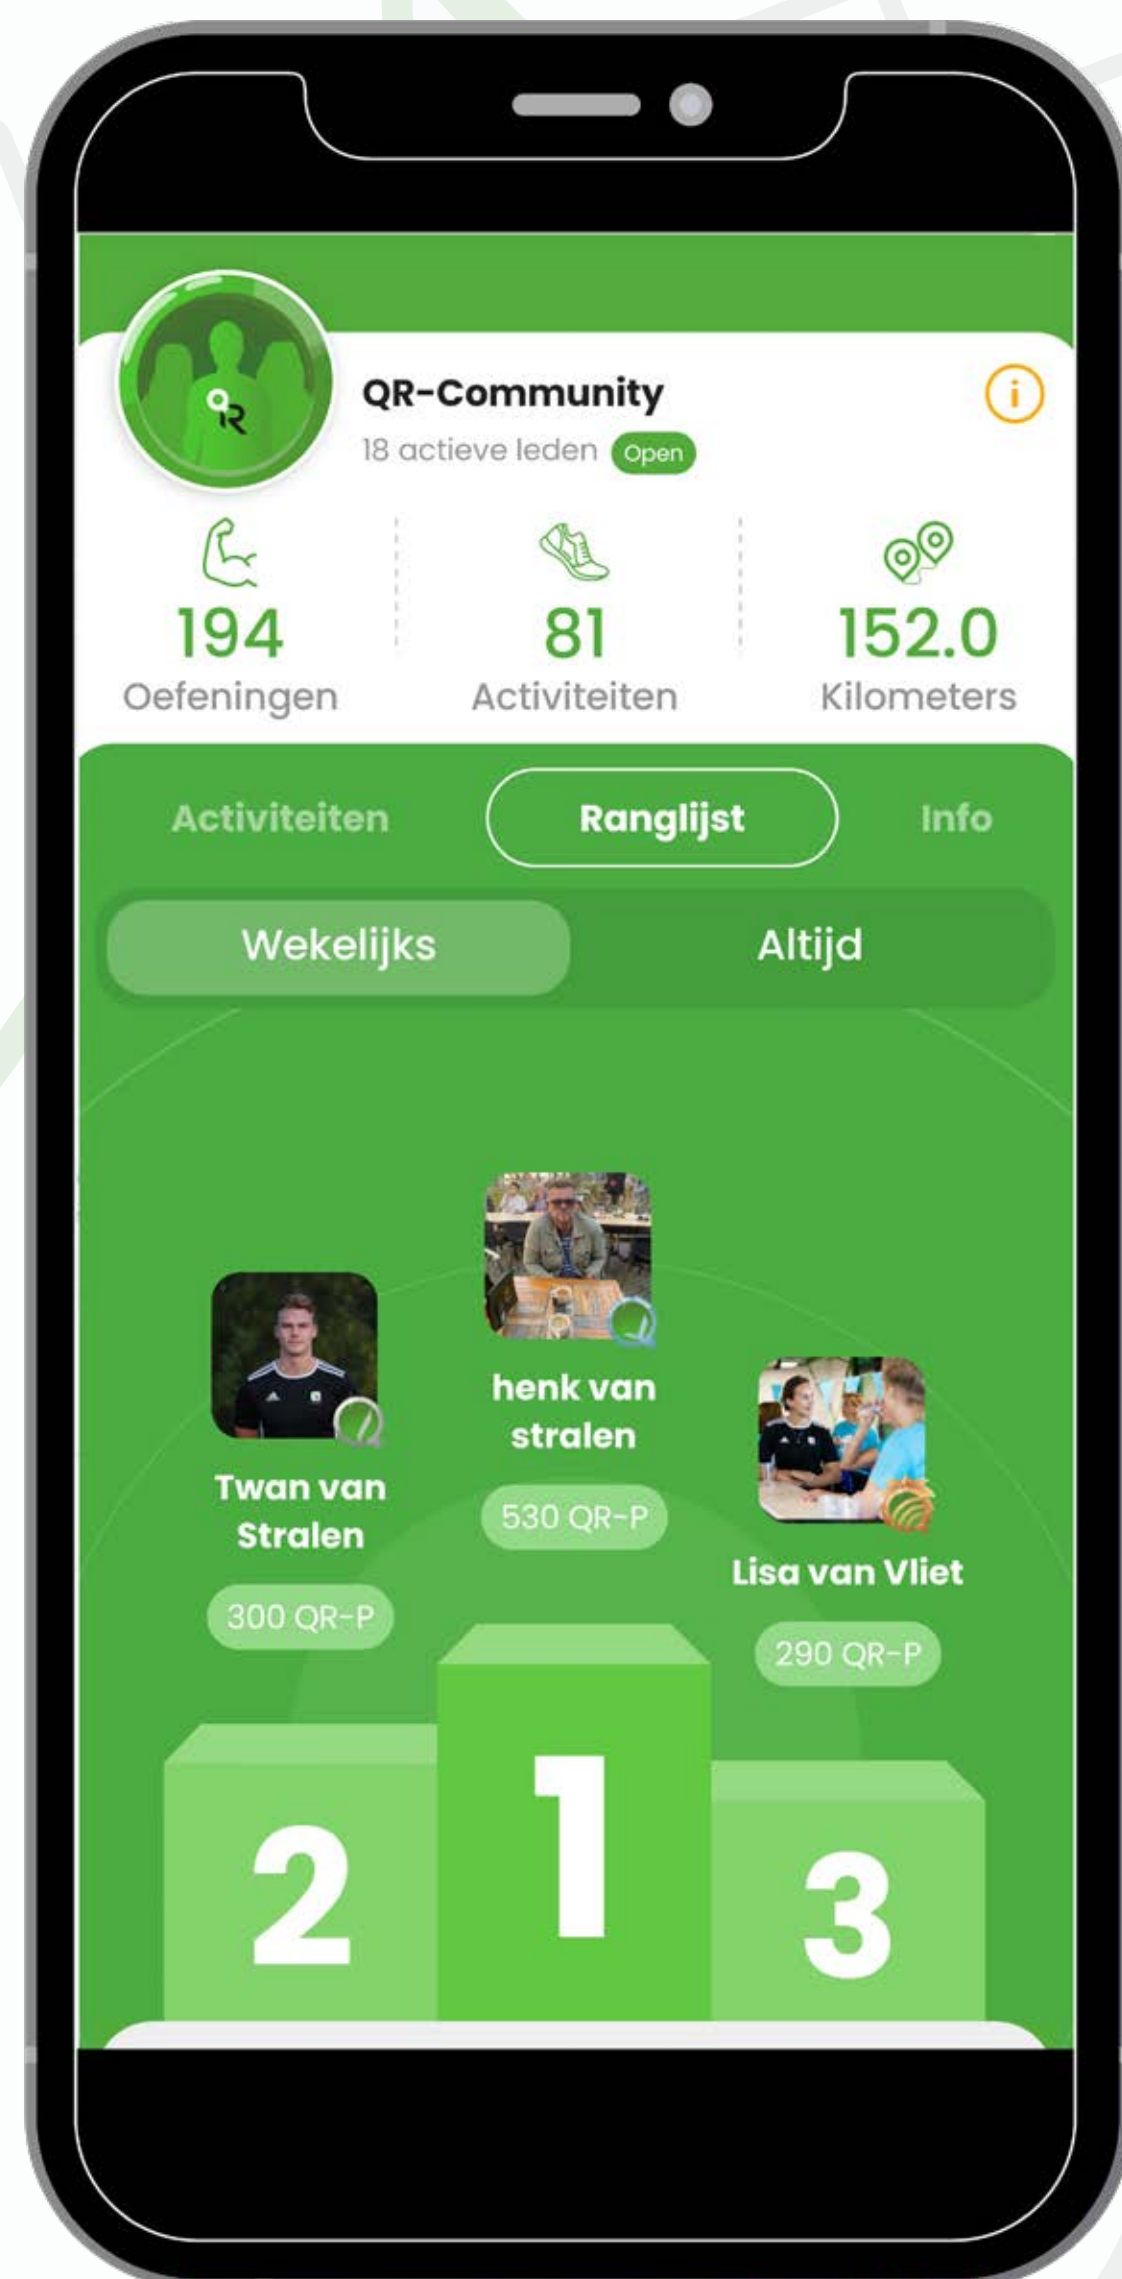 QR-Community
18 actieve leden Open
194
Oefeningen
81
Activiteiten
152.0
Kilometers
Activiteiten Ranglijst Info
Wekelijks Altijd
henk van
stralen
530 QR-P
Twan van
Stralen
300 QR-P
Lisa van Vliet
290 QR-P
2
1
3